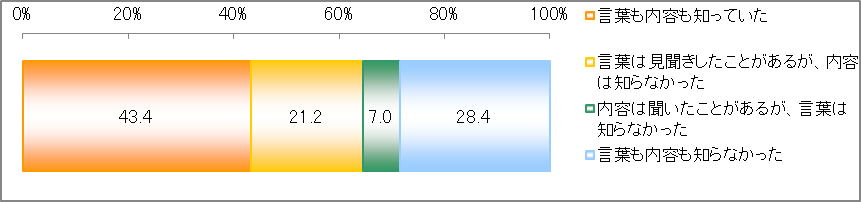 0% 20% 40% 60% 80% 100%
43.4 21.2 7.0 28.4
言葉も内容も知っていた
言葉は見聞きしたことがあるが、内容
は知らなかった
内容は聞いたことがあるが、言葉は
知らなかった
言葉も内容も知らなかった